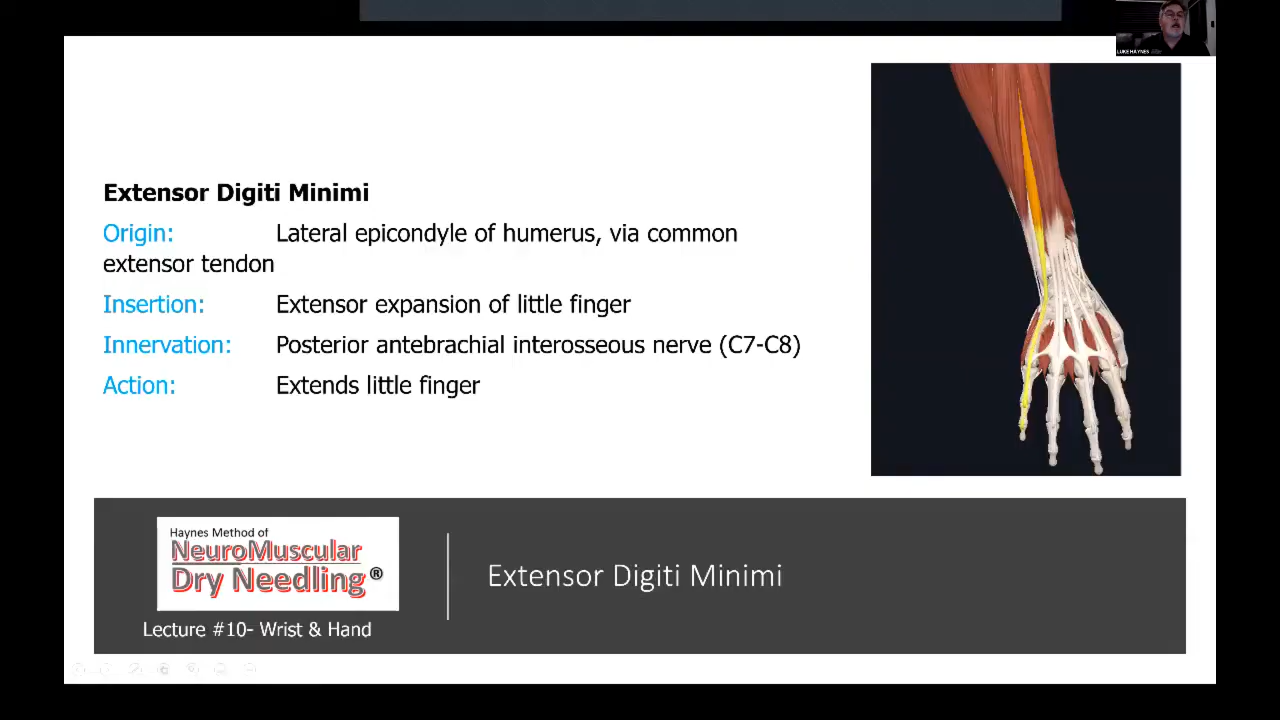 LUKE HAYNES
Extensor Digiti Minimi
Origin: Lateral epicondyle of humerus, via common
extensor tendon
Insertion: Extensor expansion of little finger
Innervation: Posterior antebrachial interosseous nerve (C7-C8)
Action: Extends little finger
Haynes Method of
NeuroMuscular
Dry Needling®
Lecture #10- Wrist & Hand
Extensor Digiti Minimi